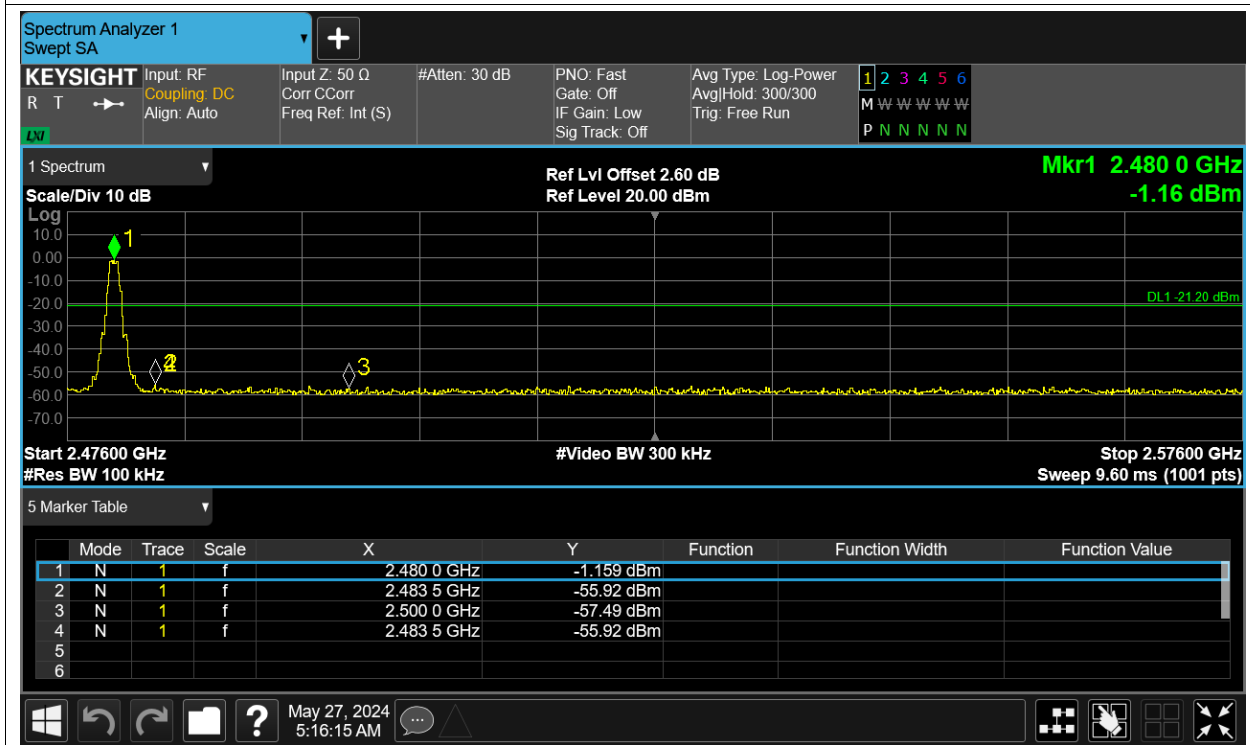 Spectrum Analyzer 1
Swept SA
+
KEYSIGHT
R T
LXI
Input: RF
Coupling: DC
Align: Auto
Input Z: 50 Ω
Corr CCorr
Freq Ref: Int (S)
#Atten: 30 dB
PNO: Fast
Gate: Off
IF Gain: Low
Sig Track: Off
Avg Type: Log-Power
Avg|Hold: 300/300
Trig: Free Run
1 2 3 4 5 6
M W W W W W
P N N N N N
1 Spectrum
Scale/Div 10 dB
Ref Lvl Offset 2.60 dB
Ref Level 20.00 dBm
Mkr1 2.480 0 GHz
-1.16 dBm
Log
10.0
0.00
-10.0
-20.0
-30.0
-40.0
-50.0
-60.0
-70.0
1
2
3
DL1 -21.20 dBm
Start 2.47600 GHz
#Res BW 100 kHz
#Video BW 300 kHz
Stop 2.57600 GHz
Sweep 9.60 ms (1001 pts)
5 Marker Table
Mode Trace Scale X Y Function Function Width Function Value
1 N 1 f 2.480 0 GHz -1.159 dBm
2 N 1 f 2.483 5 GHz -55.92 dBm
3 N 1 f 2.500 0 GHz -57.49 dBm
4 N 1 f 2.483 5 GHz -55.92 dBm
5
6
?
May 27, 2024
5:16:15 AM